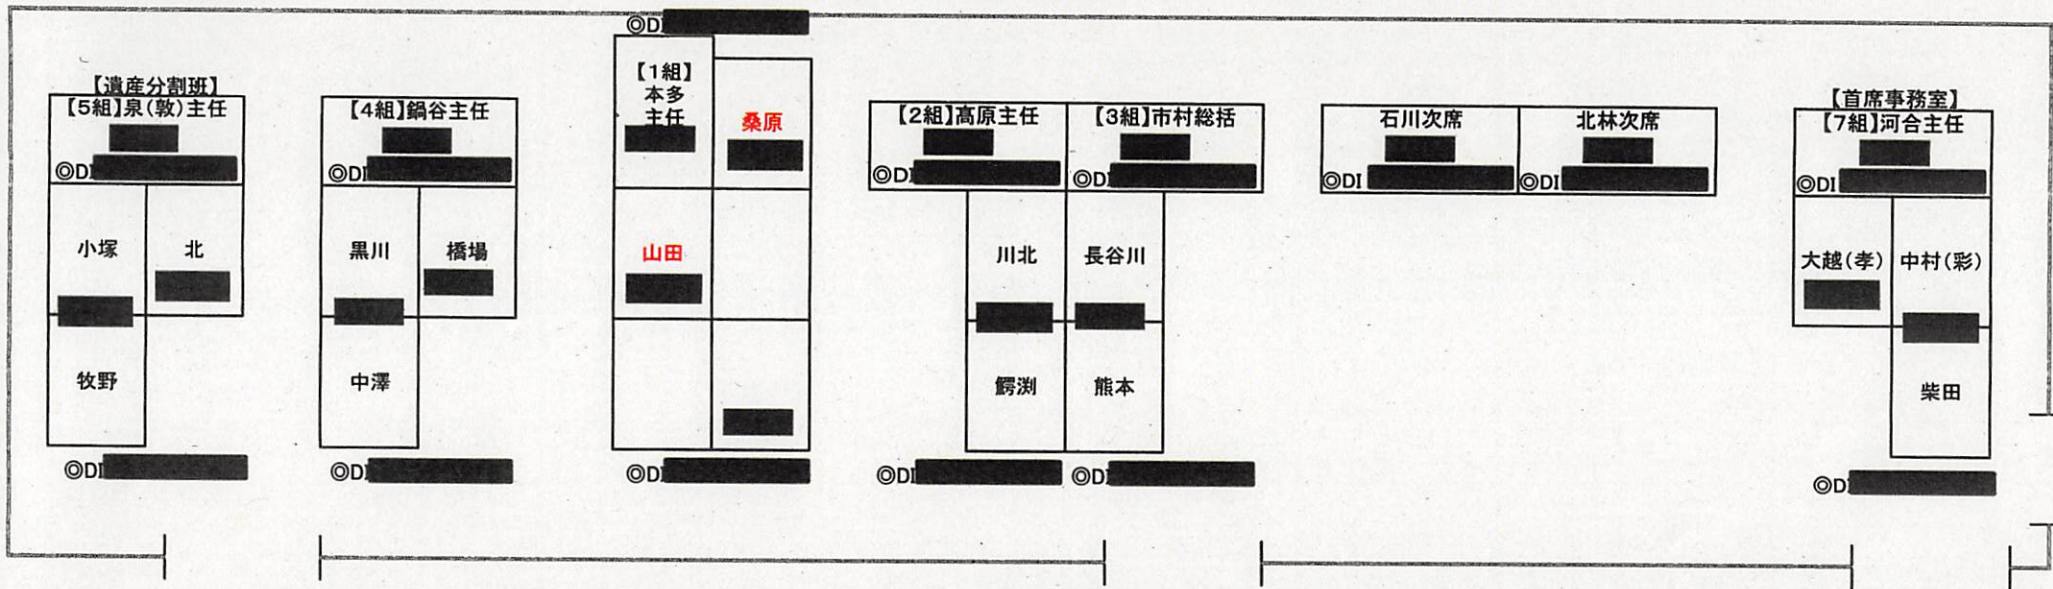 【遺産分割班】
【5組】泉(敦)主任
◎DI
小塚
北
牧野
◎DI
【4組】鍋谷主任
◎DI
黒川
橋場
中澤
◎DI
◎DI
【1組】
本多
主任
桑原
山田
◎DI
【2組】髙原主任
◎DI
【3組】市村総括
◎DI
川北
長谷川
鰐渕
熊本
◎DI
◎DI
石川次席
◎DI
北林次席
◎DI
【首席事務室】
【7組】河合主任
◎DI
大越(孝)
中村(彩)
柴田
◎DI